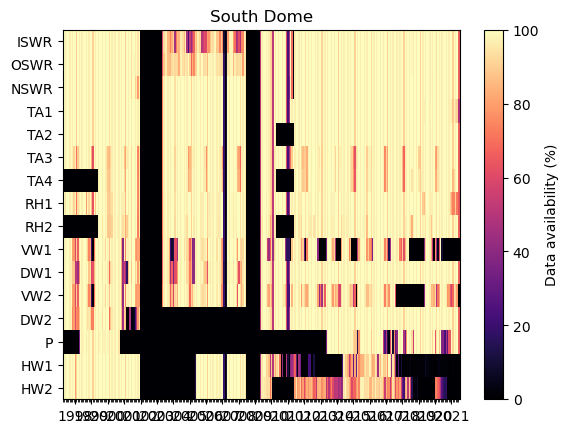 South Dome
ISWR
OSWR
NSWR
TA1
TA2
TA3
TA4
RH1
RH2
VW1
DW1
VW2
DW2
P
HW1
HW2
100
80
60
40
20
0
Data availability (%)